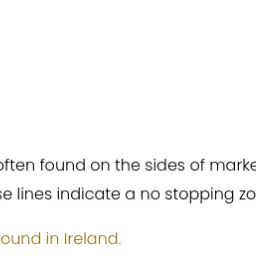 often found on the sides of marke
se lines indicate a no stopping zo
ound in Ireland.